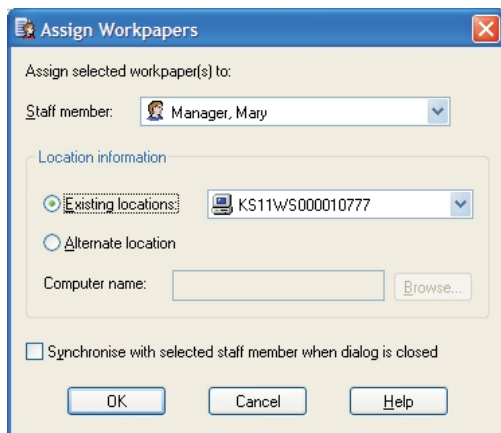 Assign Workpapers
Assign selected workpaper(s) to:
Staff member: Manager, Mary
Location information
Existing locations: KS11WS000010777
Alternate location
Computer name: Browse...
Synchronise with selected staff member when dialog is closed
OK Cancel Help